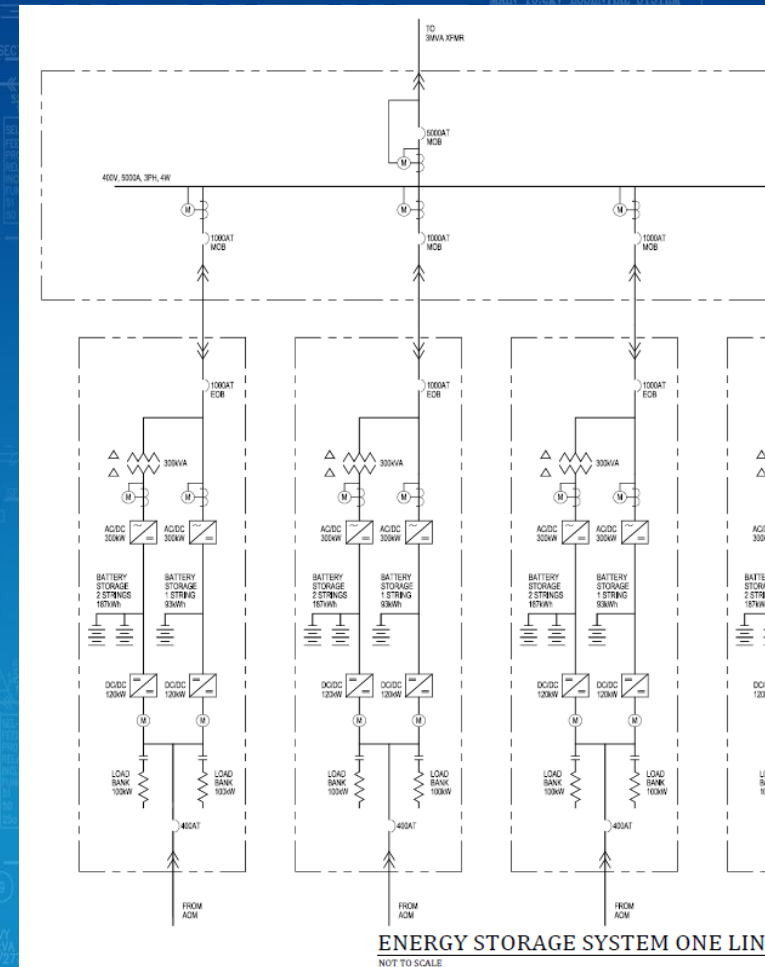 TO
3MVA XFMR
5000AT
MOB
M
400V, 5000A, 3PH, 4W
M
M
M
1000AT
MOB
1000AT
MOB
1000AT
MOB
1000AT
EOB
1000AT
EOB
1000AT
EOB
300kVA
300kVA
300kVA
M
M
M
M
M
M
AC/DC
300kW
AC/DC
300kW
AC/DC
300kW
AC/DC
300kW
AC/DC
300kW
AC/DC
300kW
BATTERY
STORAGE
2 STRINGS
187kWh
BATTERY
STORAGE
1 STRING
93kWh
BATTERY
STORAGE
2 STRINGS
187kWh
BATTERY
STORAGE
1 STRING
93kWh
BATTERY
STORAGE
2 STRINGS
187kWh
BATTERY
STORAGE
1 STRING
93kWh
DC/DC
120kW
DC/DC
120kW
DC/DC
120kW
DC/DC
120kW
DC/DC
120kW
DC/DC
120kW
M
M
M
M
M
M
LOAD
BANK
100kW
LOAD
BANK
100kW
LOAD
BANK
100kW
LOAD
BANK
100kW
LOAD
BANK
100kW
LOAD
BANK
100kW
400AT
400AT
400AT
FROM
AOM
FROM
AOM
FROM
AOM
ENERGY STORAGE SYSTEM ONE LIN
NOT TO SCALE